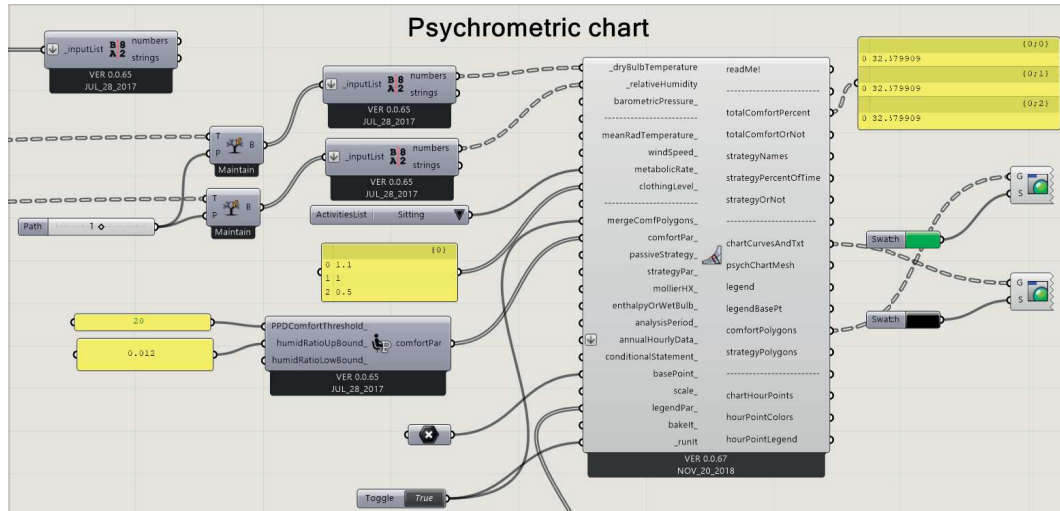 Psychrometric chart
_inputList
numbers
strings
VER 0.0.65
JUL_28_2017
_inputList
numbers
strings
VER 0.0.65
JUL_28_2017
T
P
B
Maintain
_inputList
numbers
strings
VER 0.0.65
JUL_28_2017
T
P
B
Maintain
Path
1
ActivitiesList
Sitting
{0}
0 1.1
1 1
2 0.5
20
0.012
PPDComfortThreshold_
humidRatioUpBound_
humidRatioLowBound_
comfortPar
VER 0.0.65
JUL_28_2017
Toggle
True
_dryBulbTemperature
_relativeHumidity
barometricPressure_
--------------------
meanRadTemperature_
windSpeed_
metabolicRate_
clothingLevel_
--------------------
mergeComfPolygons_
comfortPar_
passiveStrategy_
strategyPar_
mollierHX_
enthalpyOrWetBulb_
analysisPeriod_
annualHourlyData_
conditionalStatement_
basePoint_
scale_
legendPar_
bakeIt_
_runIt
readMe!
--------------------
totalComfortPercent
totalComfortOrNot
strategyNames
strategyPercentOfTime
strategyOrNot
--------------------
chartCurvesAndTxt
psychChartMesh
legend
legendBasePt
comfortPolygons
strategyPolygons
--------------------
chartHourPoints
hourPointColors
hourPointLegend
VER 0.0.67
NOV_20_2018
{0;0}
0 32.579909
{0;1}
0 32.579909
{0;2}
0 32.579909
G
S
Swatch
G
S
Swatch